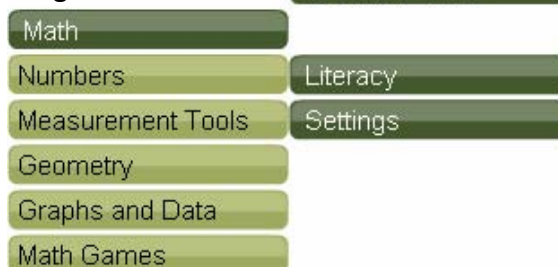 Math
Numbers
Measurement Tools
Geometry
Graphs and Data
Math Games
Literacy
Settings